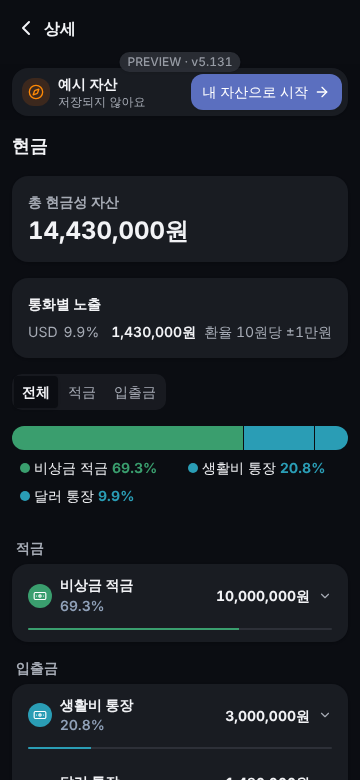 상세
PREVIEW · v5.131
예시 자산
저장되지 않아요
내 자산으로 시작
현금
총 현금성 자산
14,430,000원
통화별 노출
USD 9.9% 1,430,000원 환율 10원당 ±1만원
전체 적금 입출금
비상금 적금 69.3% 생활비 통장 20.8%
달러 통장 9.9%
적금
비상금 적금
69.3%
10,000,000원
입출금
생활비 통장
20.8%
3,000,000원